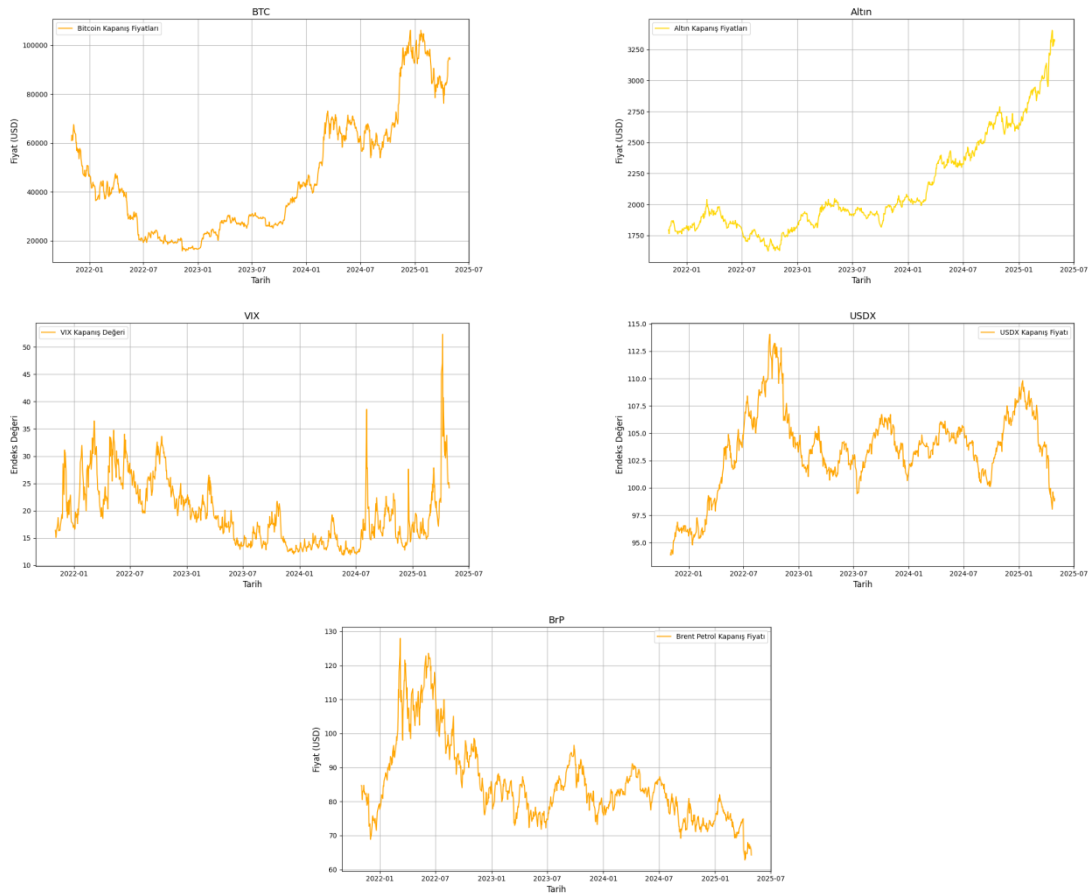 BTC
Bitcoin Kapanış Fiyatları
Fiyat (USD)
100000
80000
60000
40000
20000
2022-01 2022-07 2023-01 2023-07 2024-01 2024-07 2025-01 2025-07
Tarih
Altın
Altın Kapanış Fiyatları
Fiyat (USD)
3250
3000
2750
2500
2250
2000
1750
2022-01 2022-07 2023-01 2023-07 2024-01 2024-07 2025-01 2025-07
Tarih
VIX
VIX Kapanış Değeri
Endeks Değeri
50
45
40
35
30
25
20
15
10
2022-01 2022-07 2023-01 2023-07 2024-01 2024-07 2025-01 2025-07
Tarih
USDX
USDX Kapanış Fiyatı
Endeks Değeri
115.0
112.5
110.0
107.5
105.0
102.5
100.0
97.5
95.0
2022-01 2022-07 2023-01 2023-07 2024-01 2024-07 2025-01 2025-07
Tarih
BrP
Brent Petrol Kapanış Fiyatı
Fiyat (USD)
130
120
110
100
90
80
70
60
2022-01 2022-07 2023-01 2023-07 2024-01 2024-07 2025-01 2025-07
Tarih